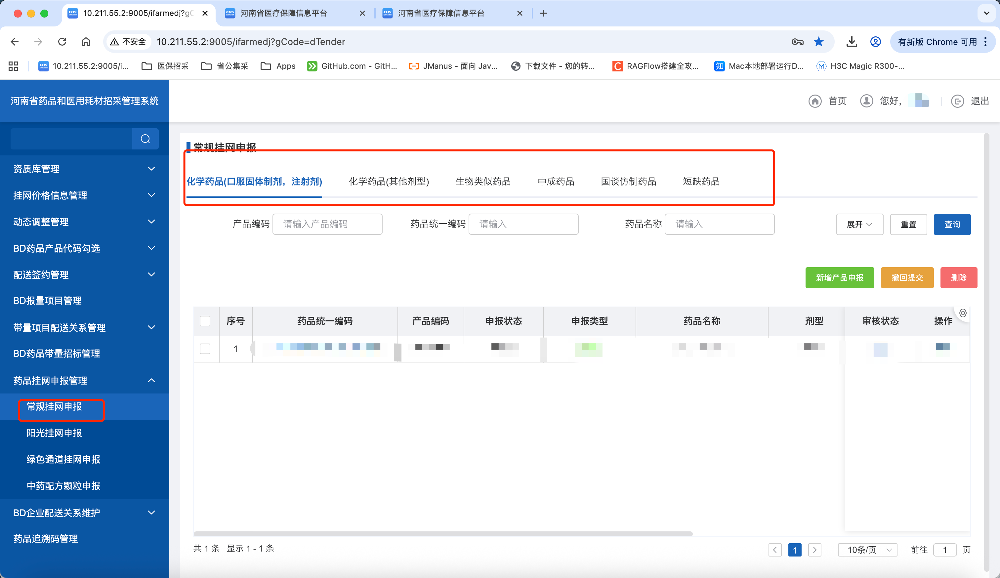 10.211.55.2:9005/ifarmedj?gC
河南省医疗保障信息平台
河南省医疗保障信息平台
不安全 10.211.55.2:9005/ifarmedj?gCode=dTender
有新版 Chrome 可用
10.211.55.2:9005/i...
医保招采
省公集采
Apps
GitHub.com - GitH...
JManus - 面向 Jav...
下载文件 - 您的转...
RAGFlow搭建全攻...
知 Mac本地部署运行D...
H3C Magic R300-...
河南省药品和医用耗材招采管理系统
首页
您好,
退出
资质库管理
挂网价格信息管理
动态调整管理
BD药品产品代码勾选
配送签约管理
BD报量项目管理
带量项目配送关系管理
BD药品带量招标管理
药品挂网申报管理
常规挂网申报
阳光挂网申报
绿色通道挂网申报
中药配方颗粒申报
BD企业配送关系维护
药品追溯码管理
常规挂网申报
化学药品(口服固体制剂，注射剂) 化学药品(其他剂型) 生物类似药品 中成药品 国谈仿制药品 短缺药品
产品编码 请输入产品编码 药品统一编码 请输入 药品名称 请输入 展开 重置 查询
新增产品申报 撤回提交 删除
序号 药品统一编码 产品编码 申报状态 申报类型 药品名称 剂型 审核状态 操作
1
共 1 条 显示 1 - 1 条
1 10条/页 前往 1 页